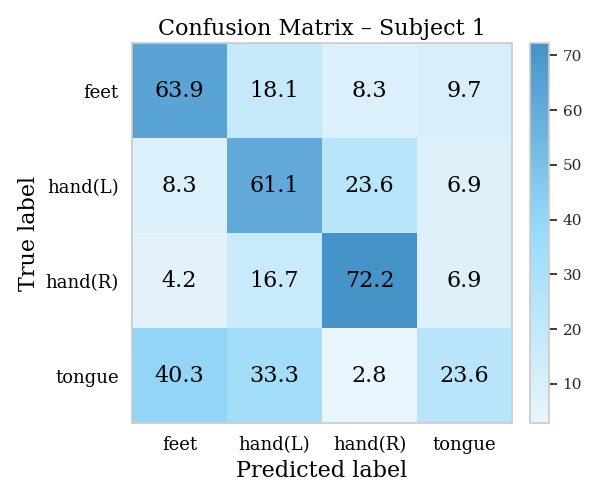 Confusion Matrix – Subject 1
feet 63.9 18.1 8.3 9.7
hand(L) 8.3 61.1 23.6 6.9
hand(R) 4.2 16.7 72.2 6.9
tongue 40.3 33.3 2.8 23.6
feet hand(L) hand(R) tongue
Predicted label
True label
70
60
50
40
30
20
10